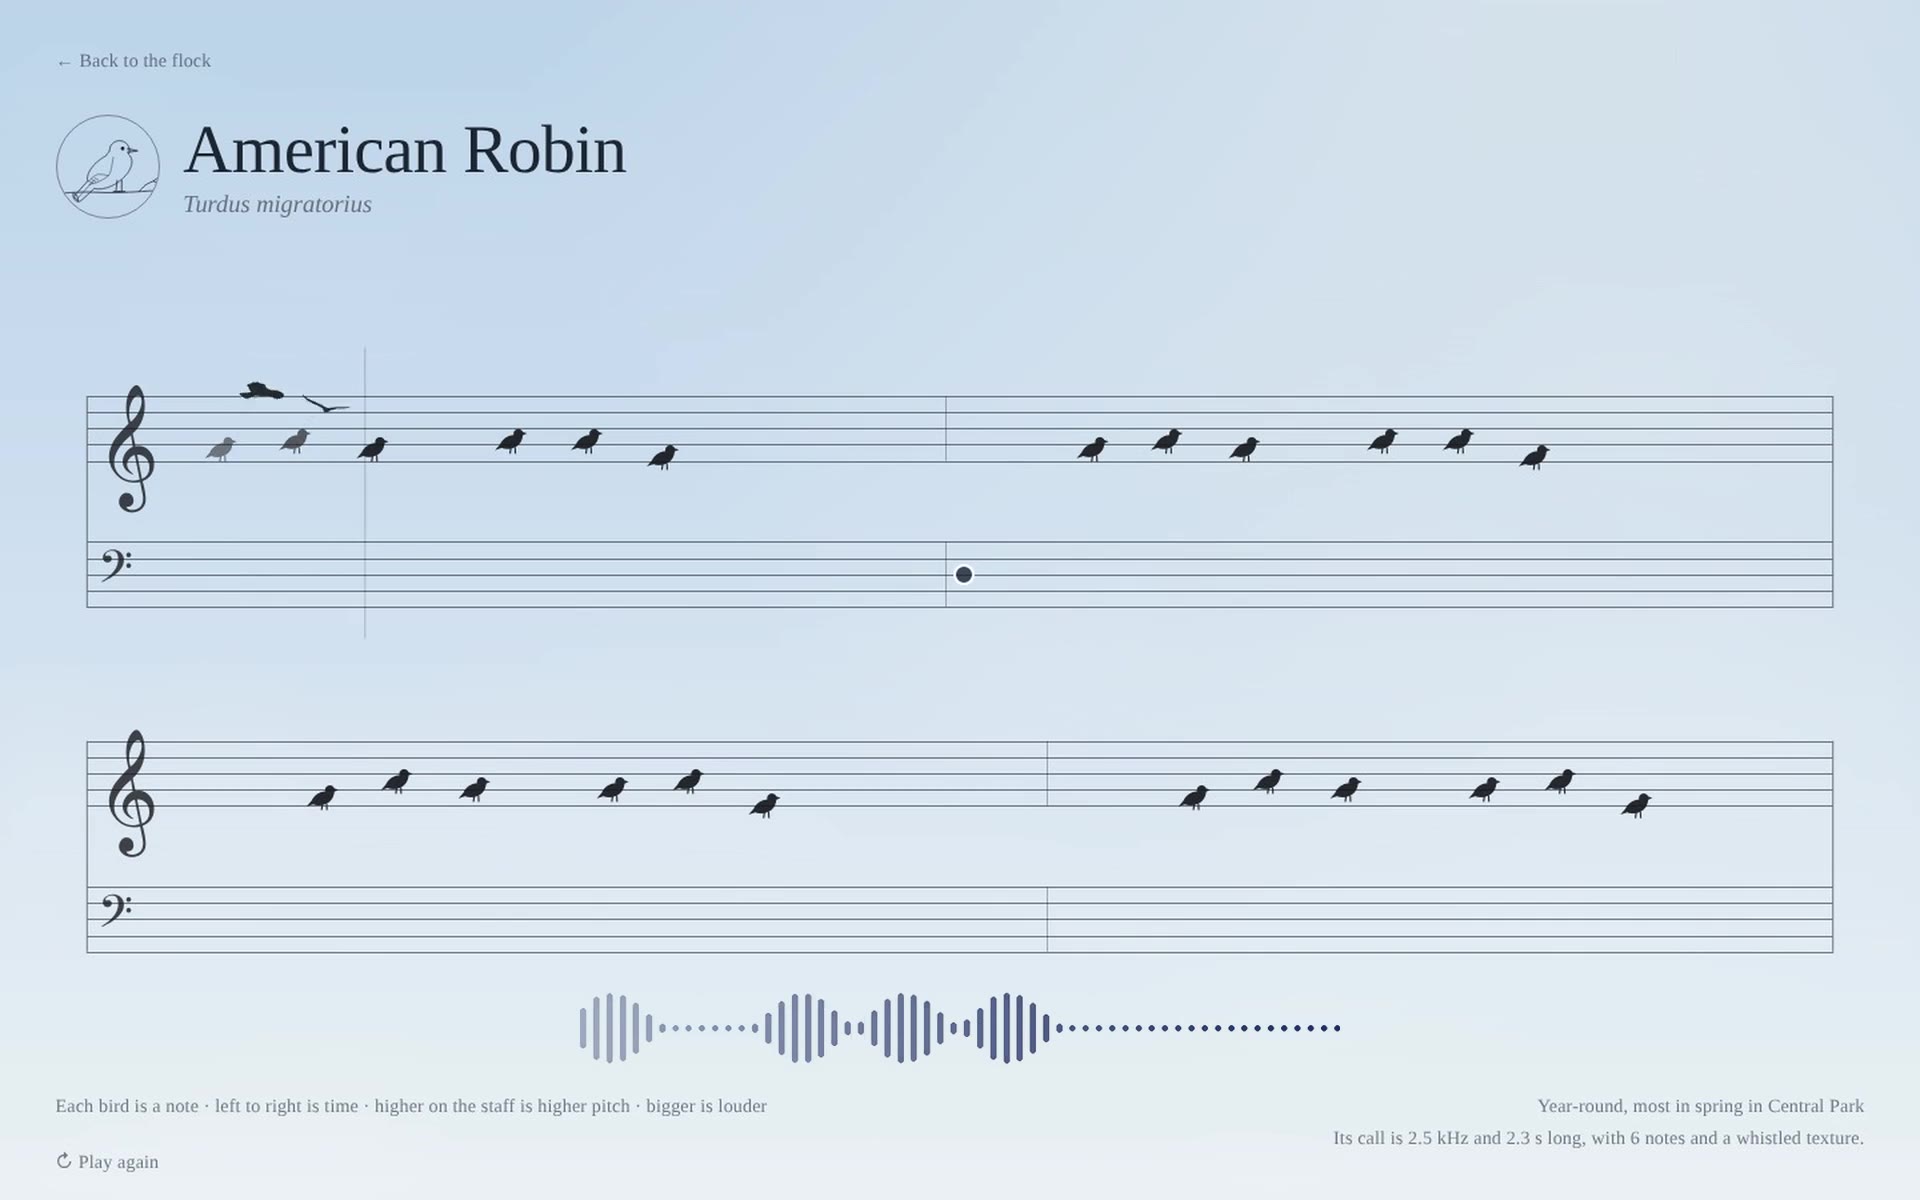 ← Back to the flock
American Robin
Turdus migratorius
Each bird is a note · left to right is time · higher on the staff is higher pitch · bigger is louder
Year-round, most in spring in Central Park
Its call is 2.5 kHz and 2.3 s long, with 6 notes and a whistled texture.
↻ Play again